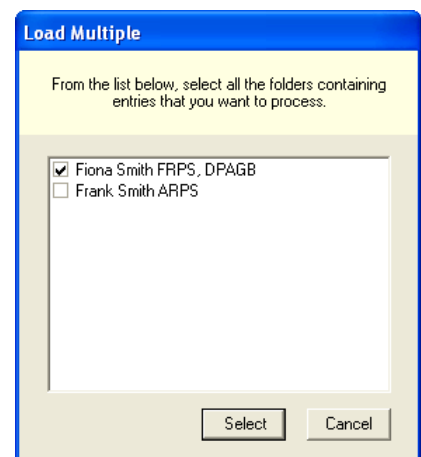 Load Multiple
From the list below, select all the folders containing
entries that you want to process.
Fiona Smith FRPS, DPAGB
Frank Smith ARPS
Select
Cancel